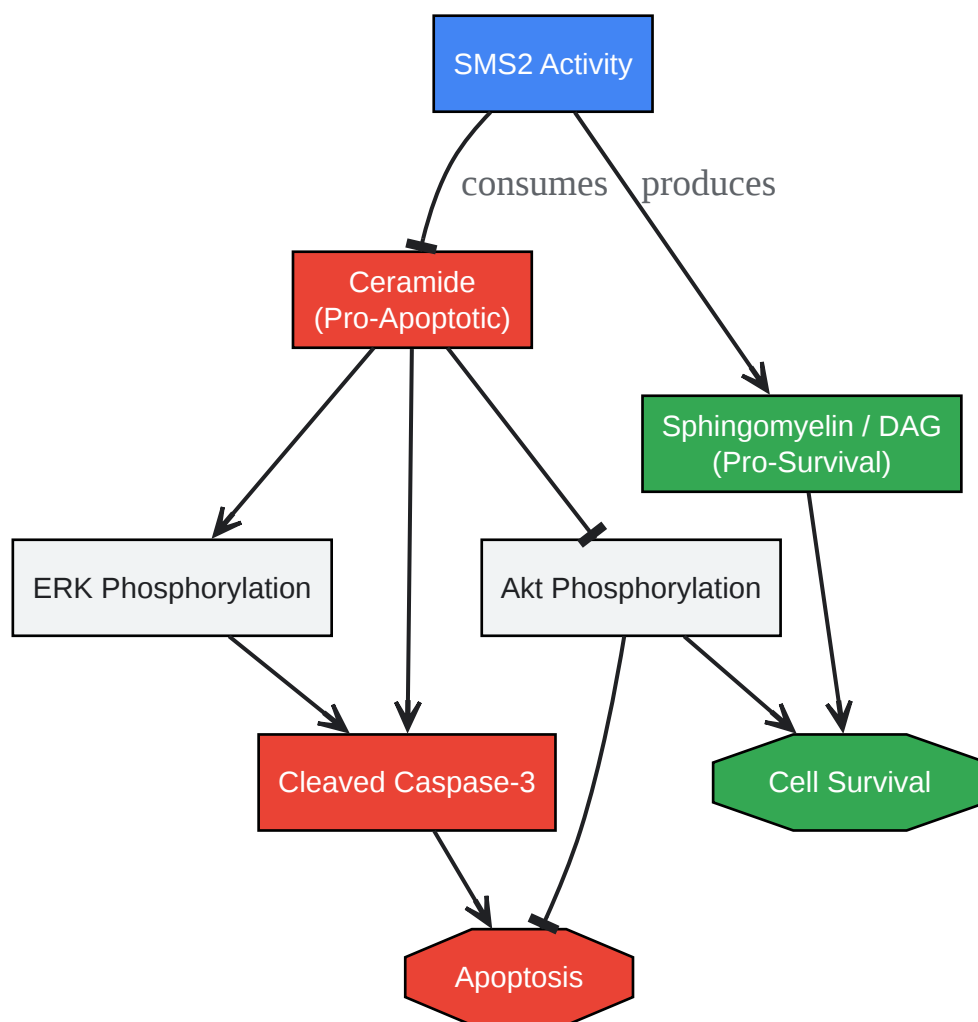 SMS2 Activity
consumes
produces
Ceramide
(Pro-Apoptotic)
Sphingomyelin / DAG
(Pro-Survival)
ERK Phosphorylation
Akt Phosphorylation
Cleaved Caspase-3
Cell Survival
Apoptosis